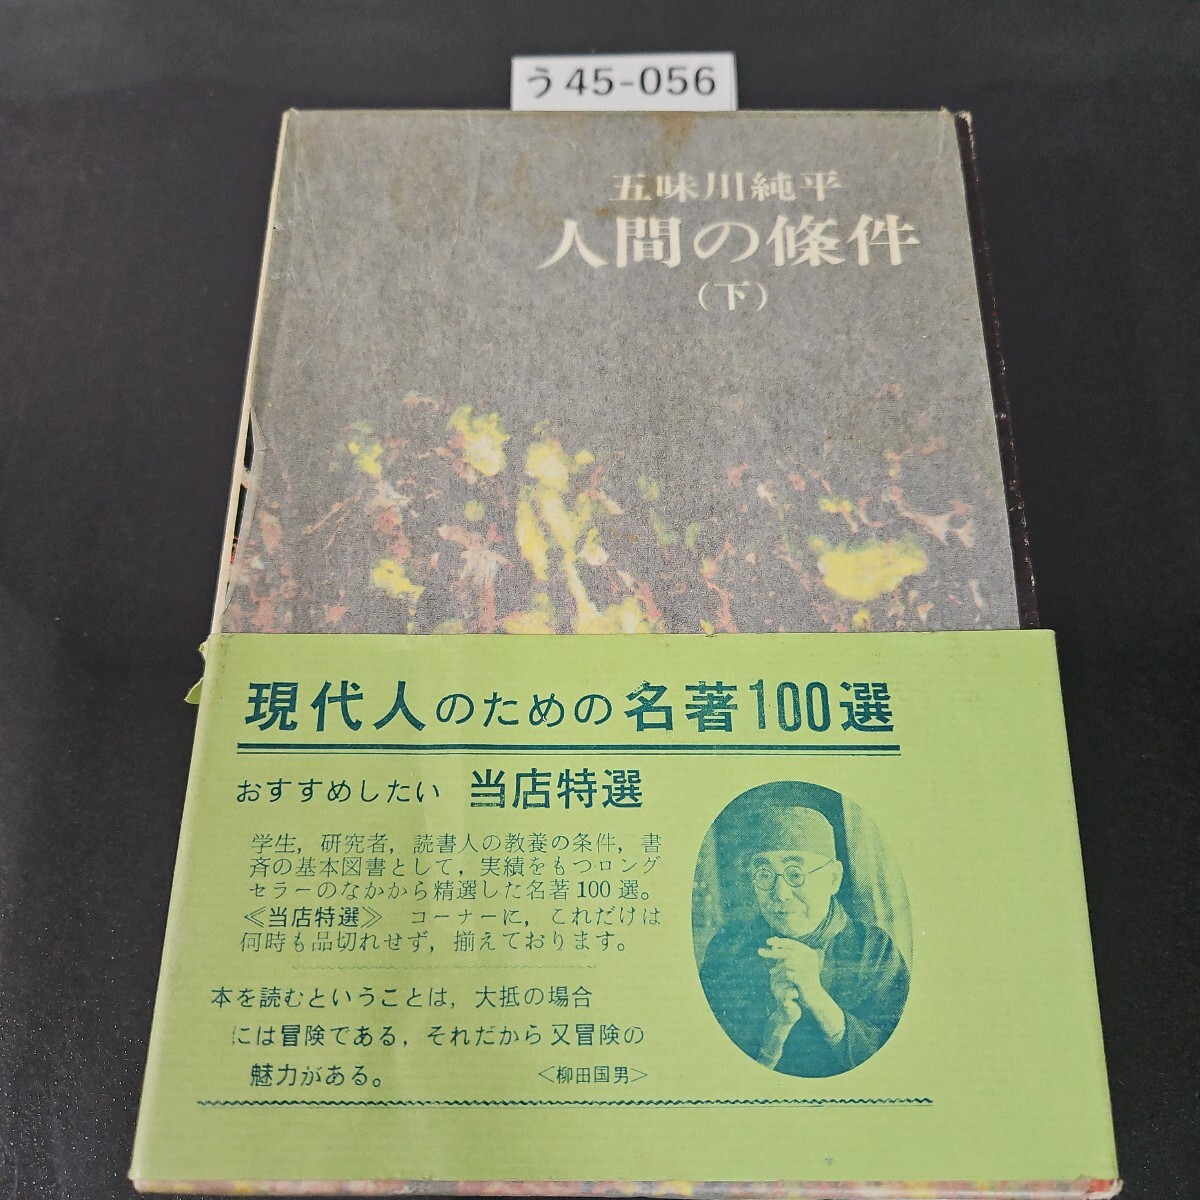 う45-056
五味川純平
人間の條件
（下）
現代人のための名著100選
おすすめしたい 当店特選
学生，研究者，読書人の教養の条件，書
斉の基本図書として，実績をもつロング
セラーのなかから精選した名著100選。
≪当店特選≫ コーナーに，これだけは
何時も品切れせず，揃えております。
本を読むということは，大抵の場合
には冒険である，それだから又冒険の
魅力がある。 ＜柳田国男＞